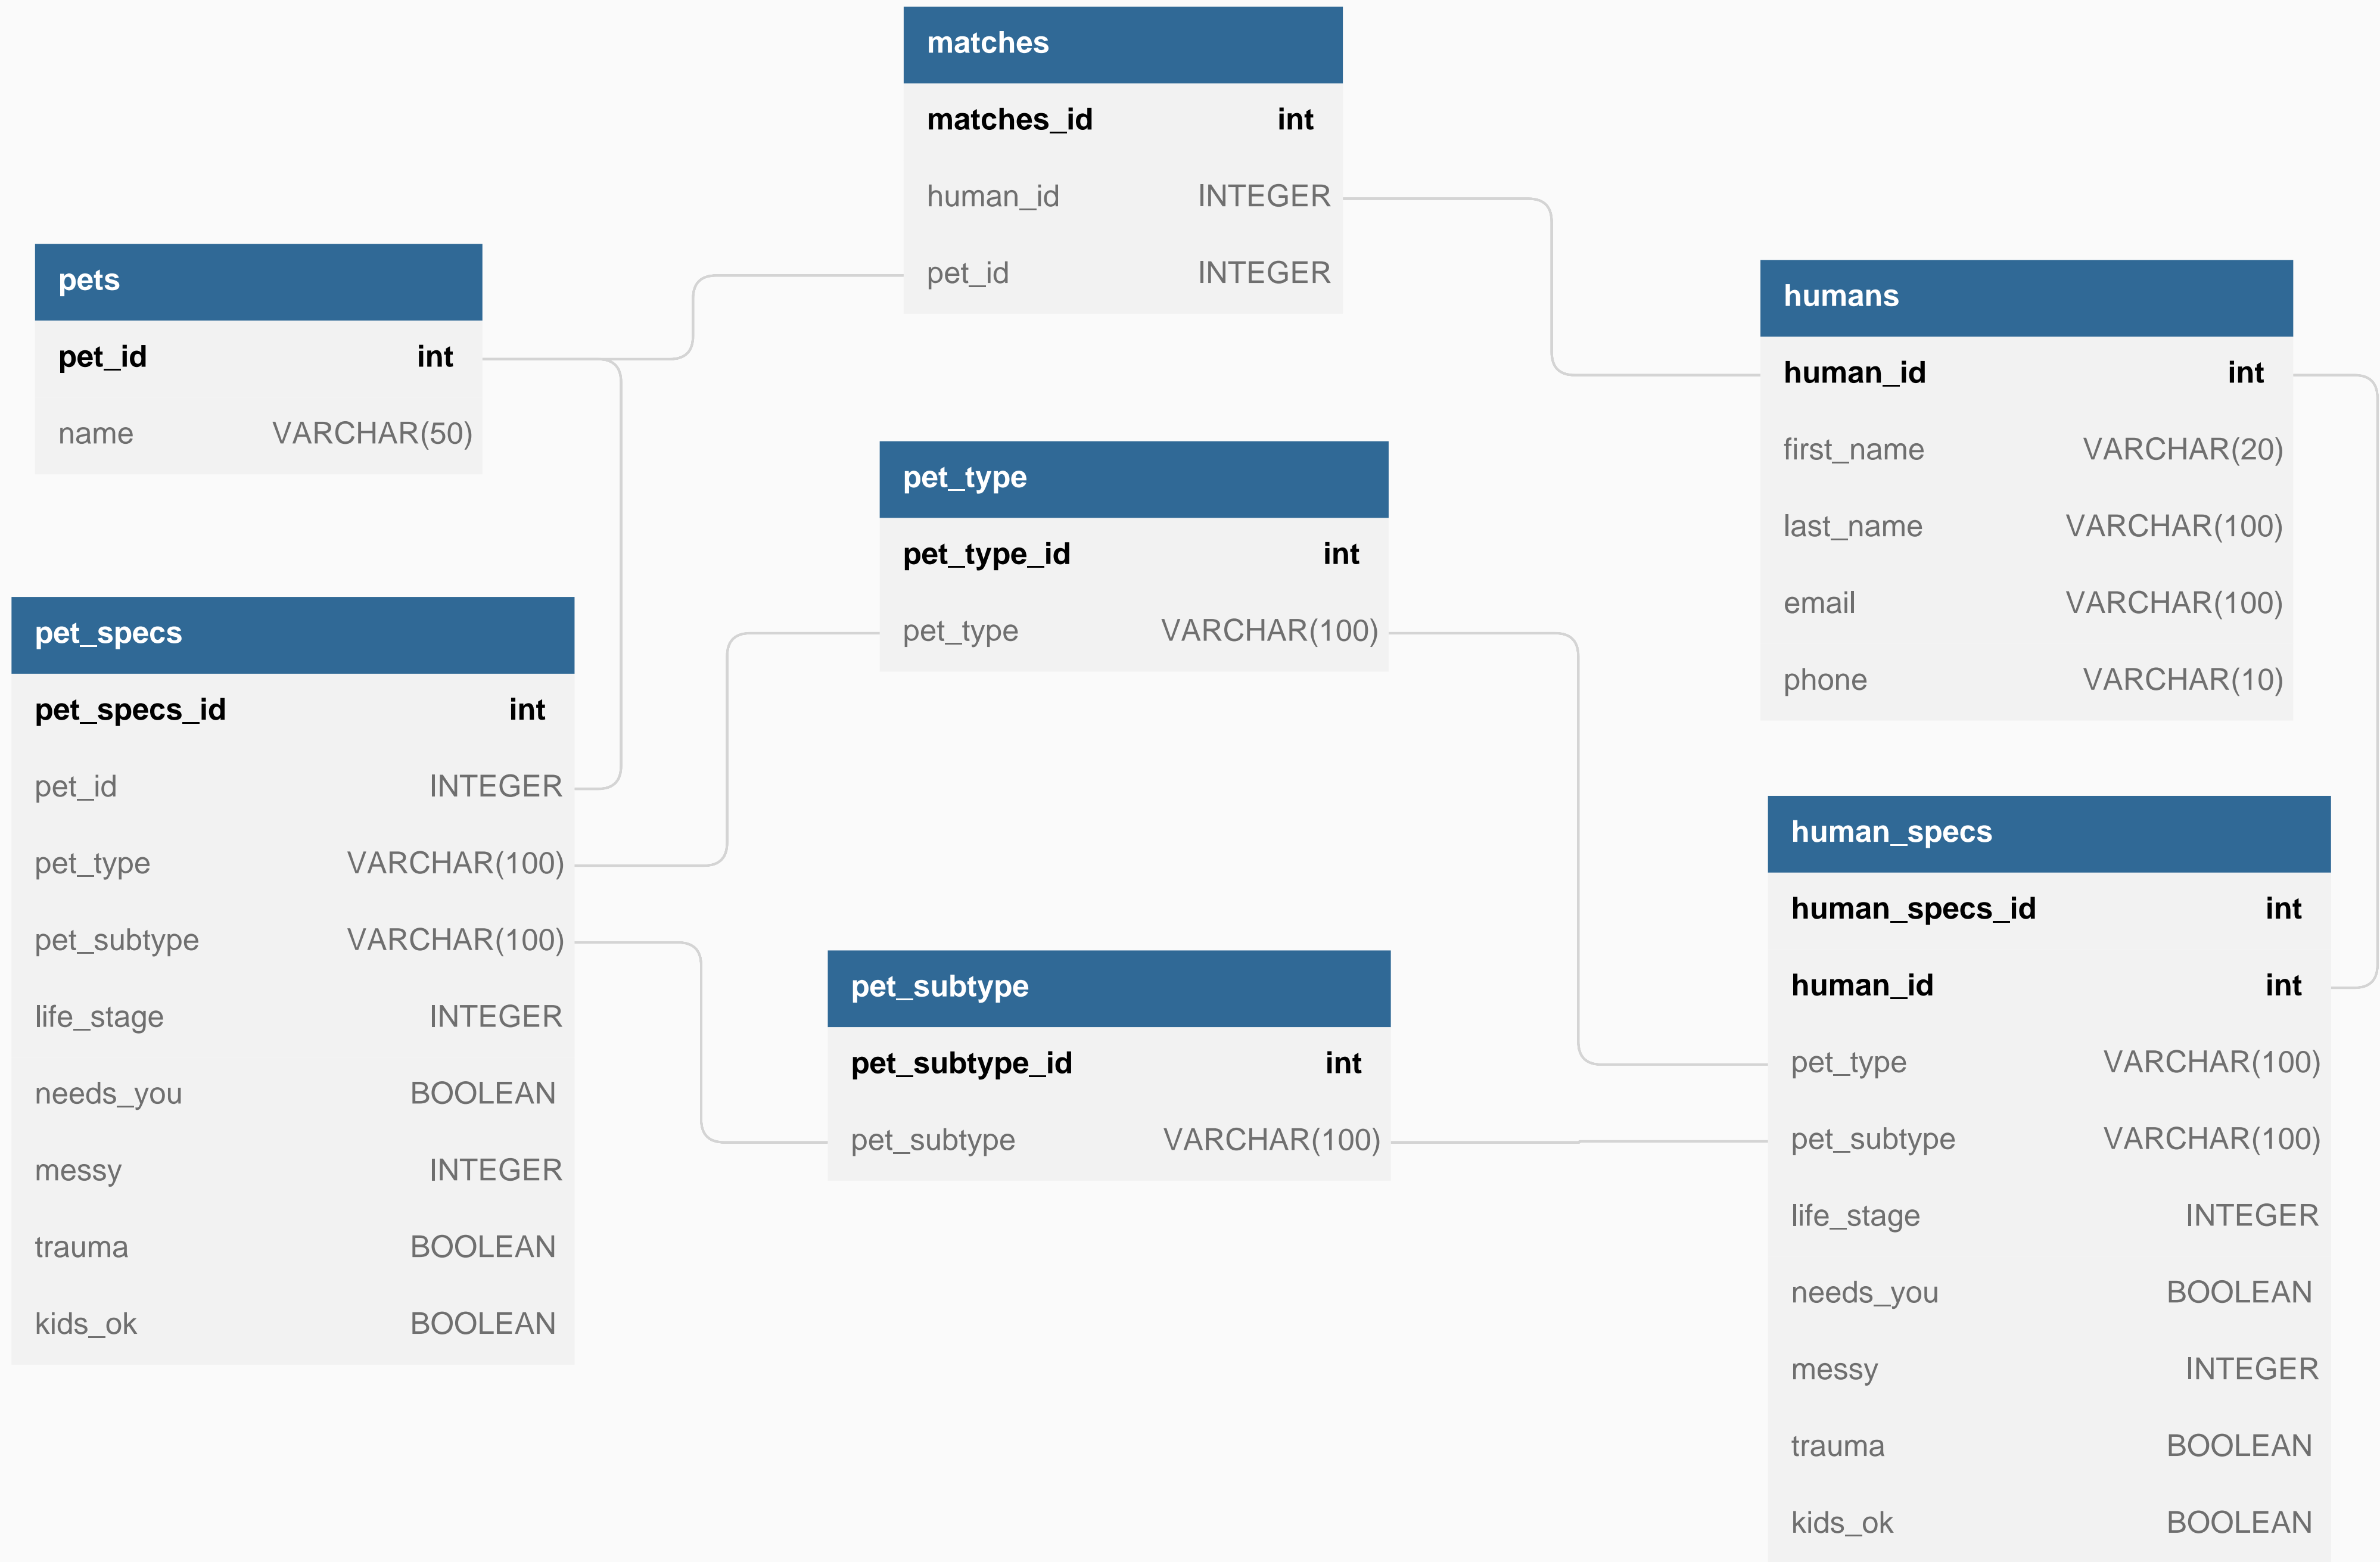 matches
matches_id int
human_id INTEGER
pet_id INTEGER
pets
pet_id int
name VARCHAR(50)
humans
human_id int
first_name VARCHAR(20)
last_name VARCHAR(100)
email VARCHAR(100)
phone VARCHAR(10)
pet_type
pet_type_id int
pet_type VARCHAR(100)
pet_specs
pet_specs_id int
pet_id INTEGER
pet_type VARCHAR(100)
pet_subtype VARCHAR(100)
life_stage INTEGER
needs_you BOOLEAN
messy INTEGER
trauma BOOLEAN
kids_ok BOOLEAN
pet_subtype
pet_subtype_id int
pet_subtype VARCHAR(100)
human_specs
human_specs_id int
human_id int
pet_type VARCHAR(100)
pet_subtype VARCHAR(100)
life_stage INTEGER
needs_you BOOLEAN
messy INTEGER
trauma BOOLEAN
kids_ok BOOLEAN